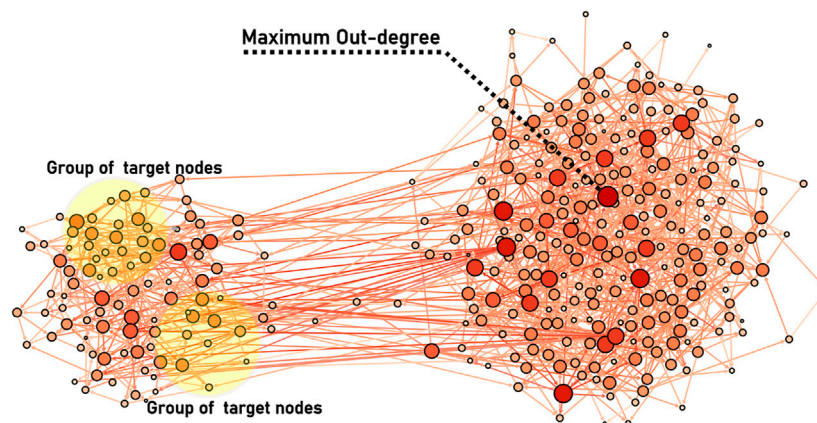 Maximum Out-degree
Group of target nodes
Group of target nodes